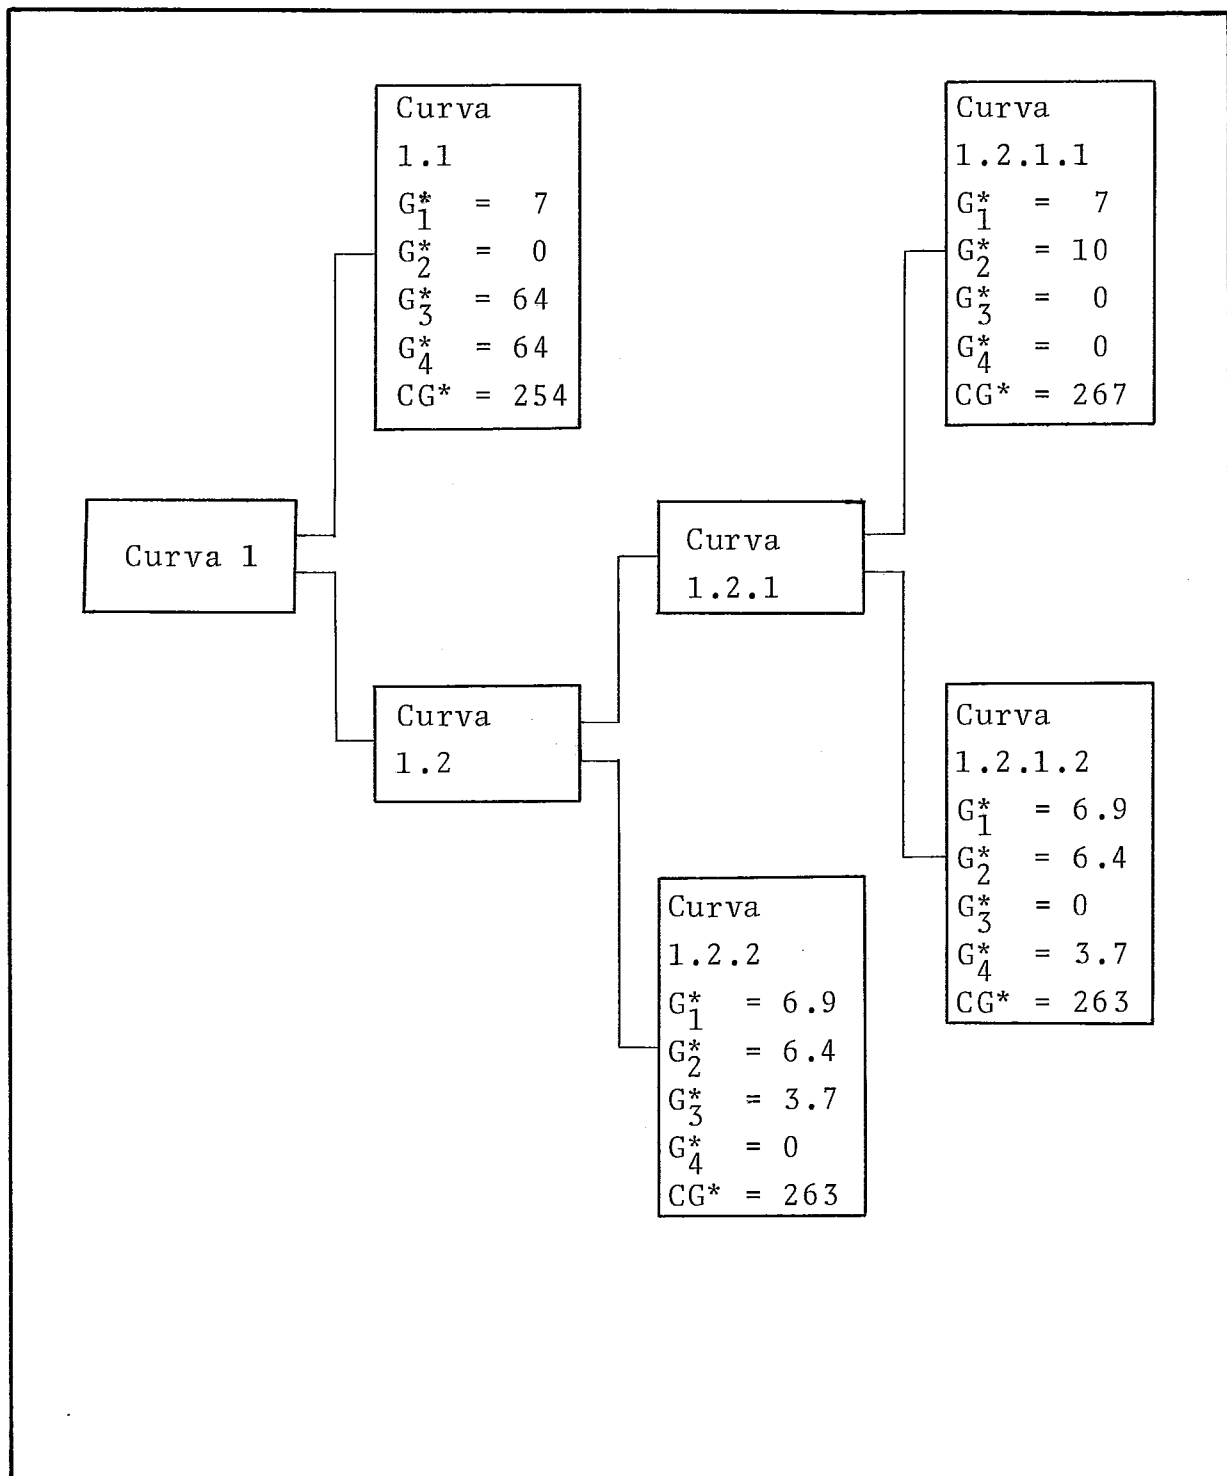 Curva
1.1
G*1 = 7
G*2 = 0
G*3 = 64
G*4 = 64
CG* = 254
Curva 1
Curva
1.2
Curva
1.2.1
Curva
1.2.2
G*1 = 6.9
G*2 = 6.4
G*3 = 3.7
G*4 = 0
CG* = 263
Curva
1.2.1.1
G*1 = 7
G*2 = 10
G*3 = 0
G*4 = 0
CG* = 267
Curva
1.2.1.2
G*1 = 6.9
G*2 = 6.4
G*3 = 0
G*4 = 3.7
CG* = 263